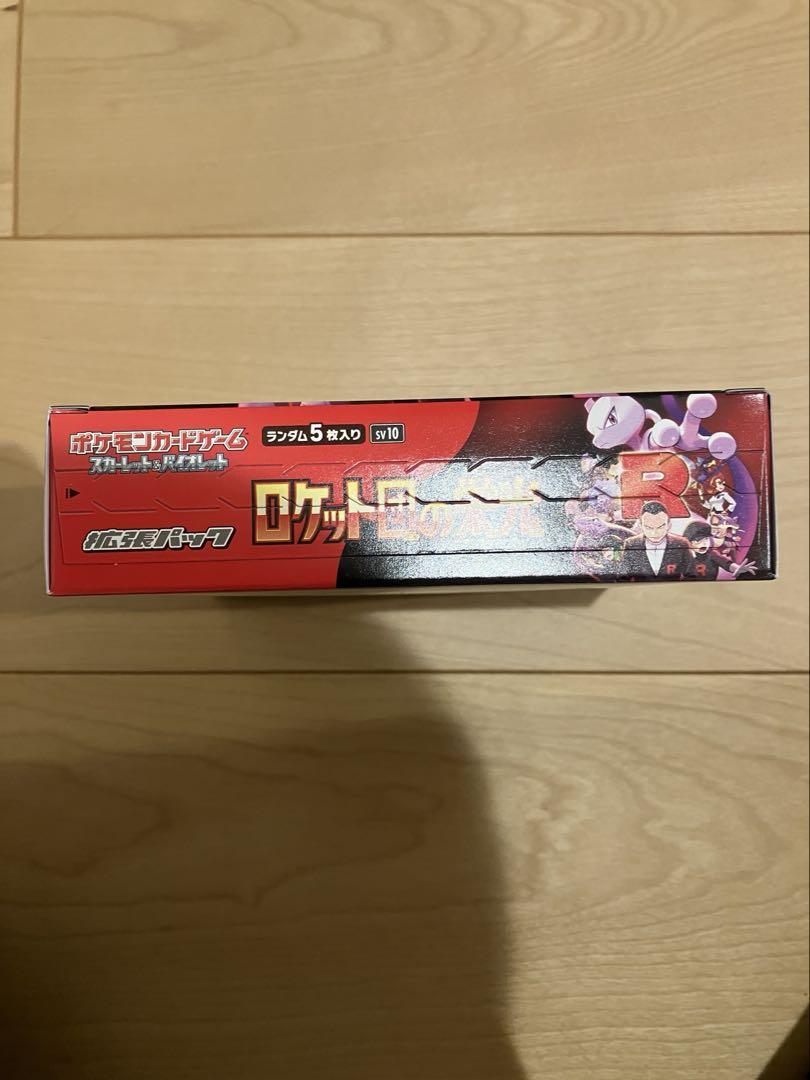 ポケモンカードゲーム
スカーレット&バイオレット
ランダム5枚入り SV10
ロケット団の栄光
拡張パック
R
R R